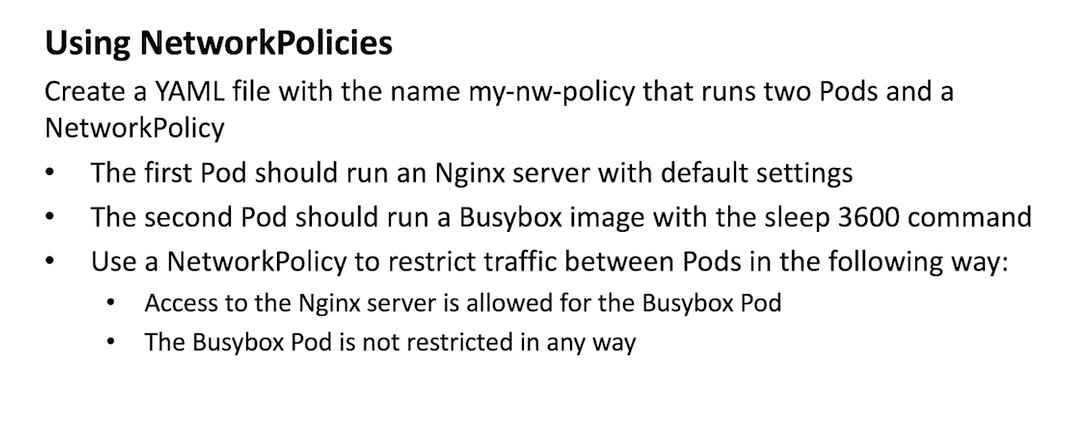 Using NetworkPolicies
Create a YAML file with the name my-nw-policy that runs two Pods and a
NetworkPolicy
• The first Pod should run an Nginx server with default settings
• The second Pod should run a Busybox image with the sleep 3600 command
• Use a NetworkPolicy to restrict traffic between Pods in the following way:
• Access to the Nginx server is allowed for the Busybox Pod
• The Busybox Pod is not restricted in any way